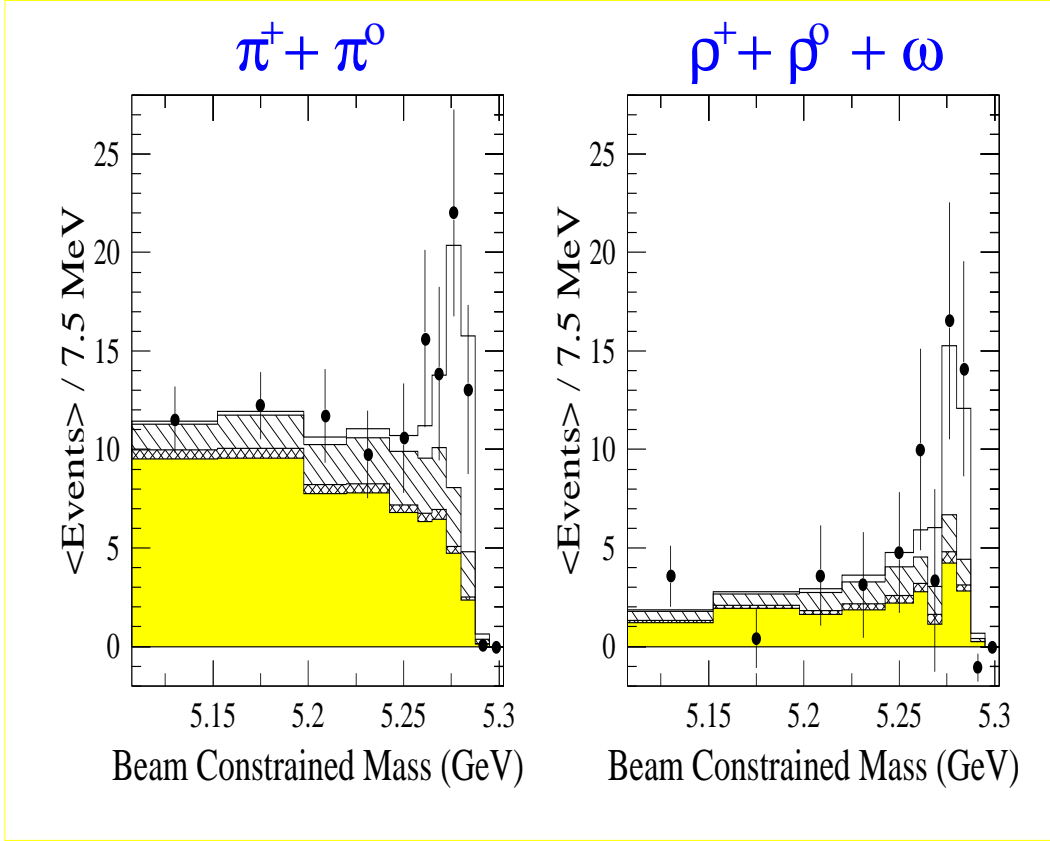 π⁺ + π⁰
ρ⁺ + ρ⁰ + ω
<Events> / 7.5 MeV
25
20
15
10
5
0
5.15 5.2 5.25 5.3
Beam Constrained Mass (GeV)
<Events> / 7.5 MeV
25
20
15
10
5
0
5.15 5.2 5.25 5.3
Beam Constrained Mass (GeV)